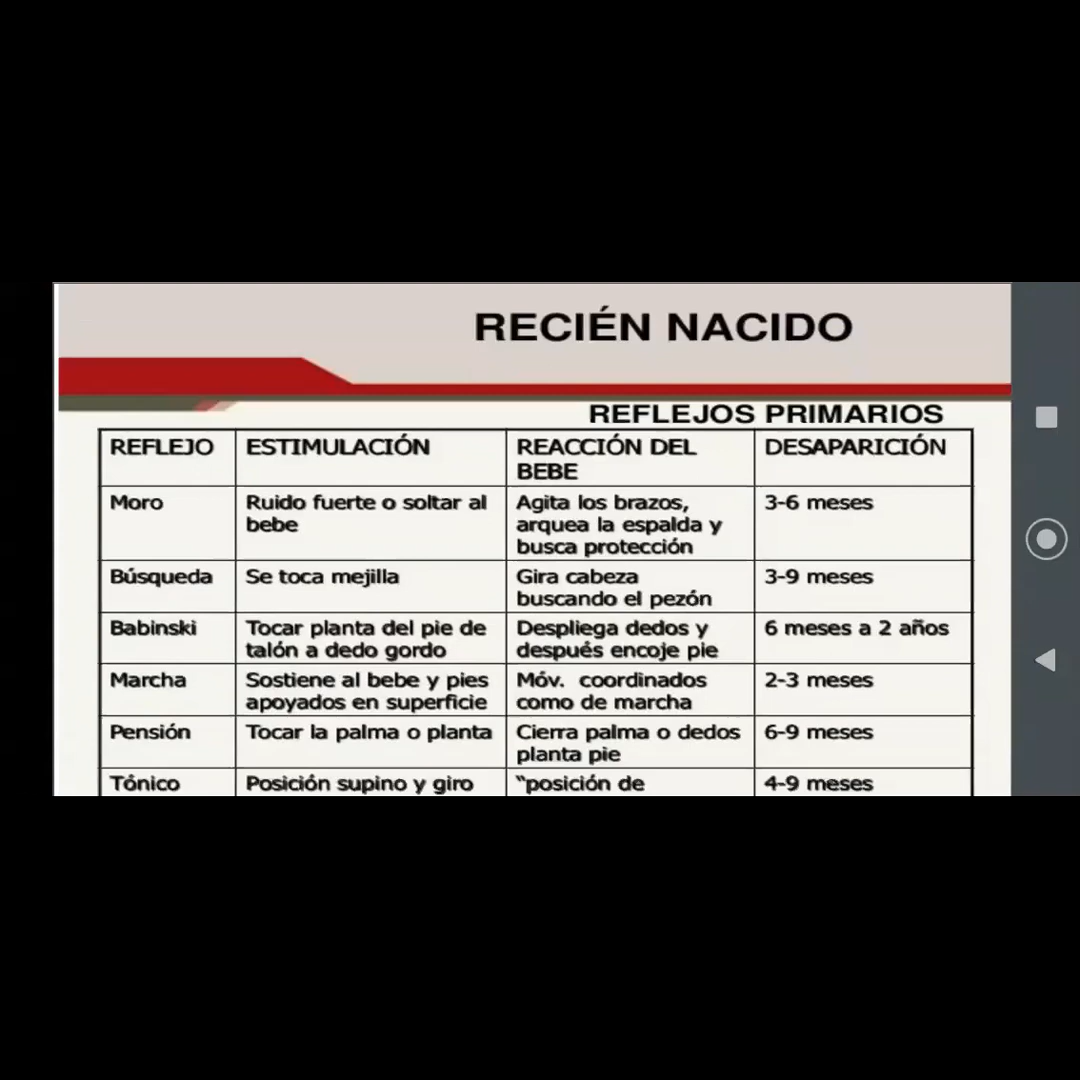 RECIÉN NACIDO
REFLEJOS PRIMARIOS
REFLEJO ESTIMULACIÓN REACCIÓN DEL BEBE DESAPARICIÓN
Moro Ruido fuerte o soltar al bebe Agita los brazos, arquea la espalda y busca protección 3-6 meses
Búsqueda Se toca mejilla Gira cabeza buscando el pezón 3-9 meses
Babinski Tocar planta del pie de talón a dedo gordo Despliega dedos y después encoje pie 6 meses a 2 años
Marcha Sostiene al bebe y pies apoyados en superficie Móv. coordinados como de marcha 2-3 meses
Pensión Tocar la palma o planta Cierra palma o dedos planta pie 6-9 meses
Tónico Posición supino y giro “posición de 4-9 meses